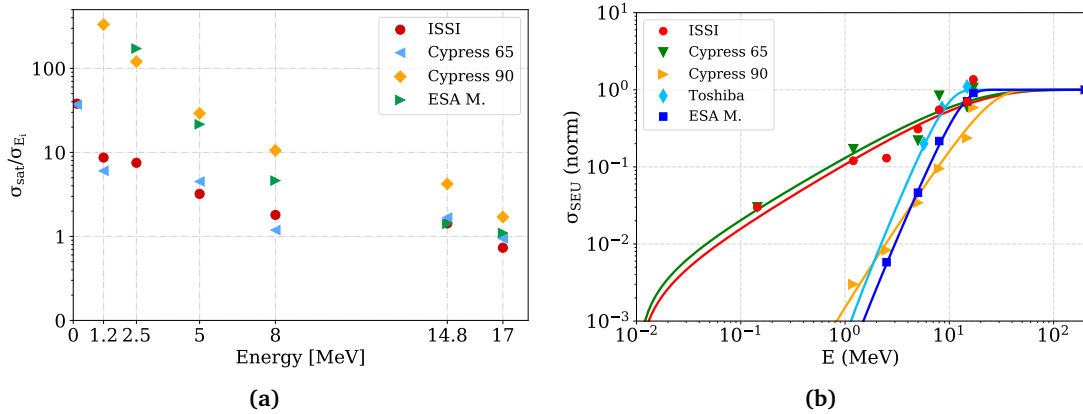 ISSI
Cypress 65
Cypress 90
ESA M.
σsat/σEi
100
10
1
0
0
1.2
2.5
5
8
14.8
17
Energy [MeV]
(a)
ISSI
Cypress 65
Cypress 90
Toshiba
ESA M.
σSEU (norm)
10¹
10⁰
10⁻¹
10⁻²
10⁻³
10⁻²
10⁻¹
10⁰
10¹
10²
E (MeV)
(b)